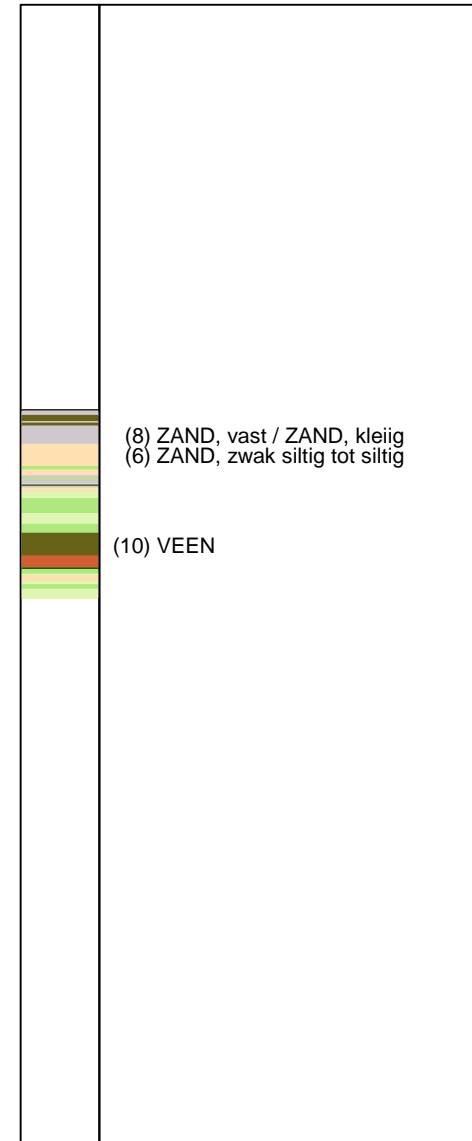 (8) ZAND, vast / ZAND, kleiig
(6) ZAND, zwak siltig tot siltig
(10) VEEN